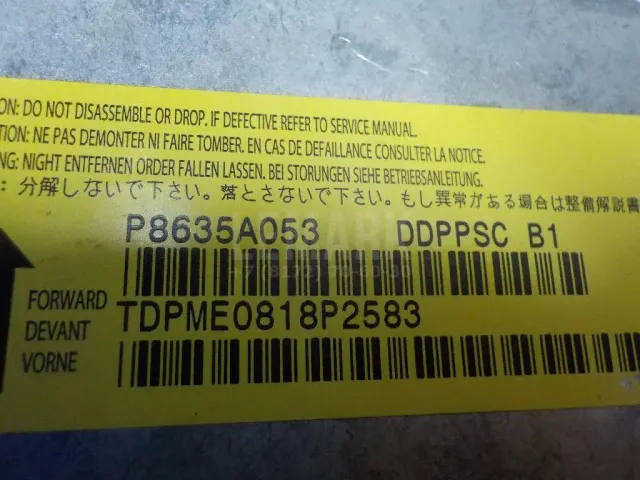 ON: DO NOT DISASSEMBLE OR DROP. IF DEFECTIVE REFER TO SERVICE MANUAL.
TION: NE PAS DEMONTER NI FAIRE TOMBER. EN CAS DE DEFAILLANCE CONSULTER LA NOTICE.
NG: NIGHT ENTFERNEN ORDER FALLEN LASSEN. BEI STORUNGEN SIEHE BETRIEBSANLEITUNG.
: 分解しないで下さい。落とさないで下さい。もし異常がある場合は整備解説書
P8635A053 DDPPSC B1
FORWARD TDPME0818P2583
DEVANT
VORNE